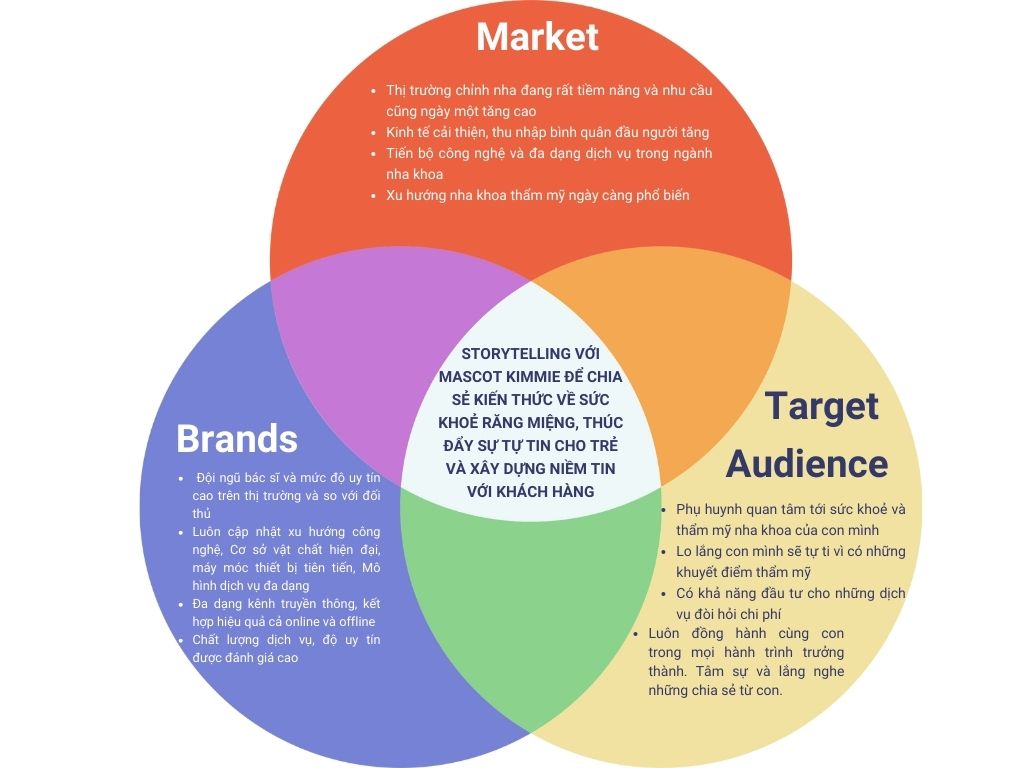 Market
• Thị trường chỉnh nha đang rất tiềm năng và nhu cầu
cũng ngày một tăng cao
• Kinh tế cải thiện, thu nhập bình quân đầu người tăng
• Tiến bộ công nghệ và đa dạng dịch vụ trong ngành
nha khoa
• Xu hướng nha khoa thẩm mỹ ngày càng phổ biến
STORYTELLING VỚI
MASCOT KIMMIE ĐỂ CHIA
SẺ KIẾN THỨC VỀ SỨC
KHOẺ RĂNG MIỆNG, THÚC
ĐẨY SỰ TỰ TIN CHO TRẺ
VÀ XÂY DỰNG NIỀM TIN
VỚI KHÁCH HÀNG
Brands
• Đội ngũ bác sĩ và mức độ uy tín
cao trên thị trường và so với đối
thủ
• Luôn cập nhật xu hướng công
nghệ, Cơ sở vật chất hiện đại,
máy móc thiết bị tiên tiến, Mô
hình dịch vụ đa dạng
• Đa dạng kênh truyền thông, kết
hợp hiệu quả cả online và offline
• Chất lượng dịch vụ, độ uy tín
được đánh giá cao
Target
Audience
• Phụ huynh quan tâm tới sức khoẻ và
thẩm mỹ nha khoa của con mình
• Lo lắng con mình sẽ tự ti vì có những
khuyết điểm thẩm mỹ
• Có khả năng đầu tư cho những dịch
vụ đòi hỏi chi phí
• Luôn đồng hành cùng con
trong mọi hành trình trưởng
thành. Tâm sự và lắng nghe
những chia sẻ từ con.